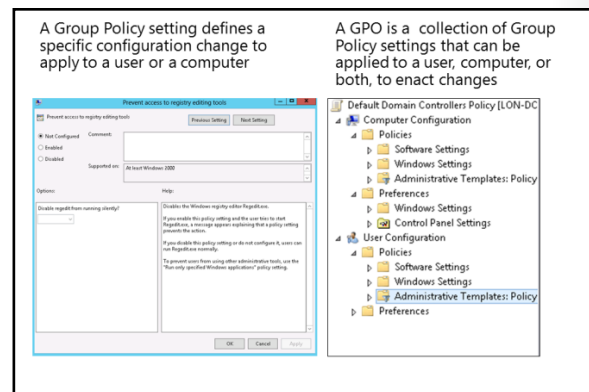 A Group Policy setting defines a
specific configuration change to
apply to a user or a computer
Prevent access to registry editing tools
Prevent access to registry editing tools
Previous Setting
Next Setting
Not Configured
Enabled
Disabled
Comment:
Supported on:
At least Windows 2000
Options:
Help:
Disable regedit from running silently?
Disables the Windows registry editor Regedit.exe.
If you enable this policy setting and the user tries to start
Regedit.exe, a message appears explaining that a policy setting
prevents the action.
If you disable this policy setting or do not configure it, users can
run Regedit.exe normally.
To prevent users from using other administrative tools, use the
"Run only specified Windows applications" policy setting.
OK
Cancel
Apply
A GPO is a collection of Group
Policy settings that can be
applied to a user, computer, or
both, to enact changes
Default Domain Controllers Policy [LON-DC
Computer Configuration
Policies
Software Settings
Windows Settings
Administrative Templates: Policy
Preferences
Windows Settings
Control Panel Settings
User Configuration
Policies
Software Settings
Windows Settings
Administrative Templates: Policy
Preferences